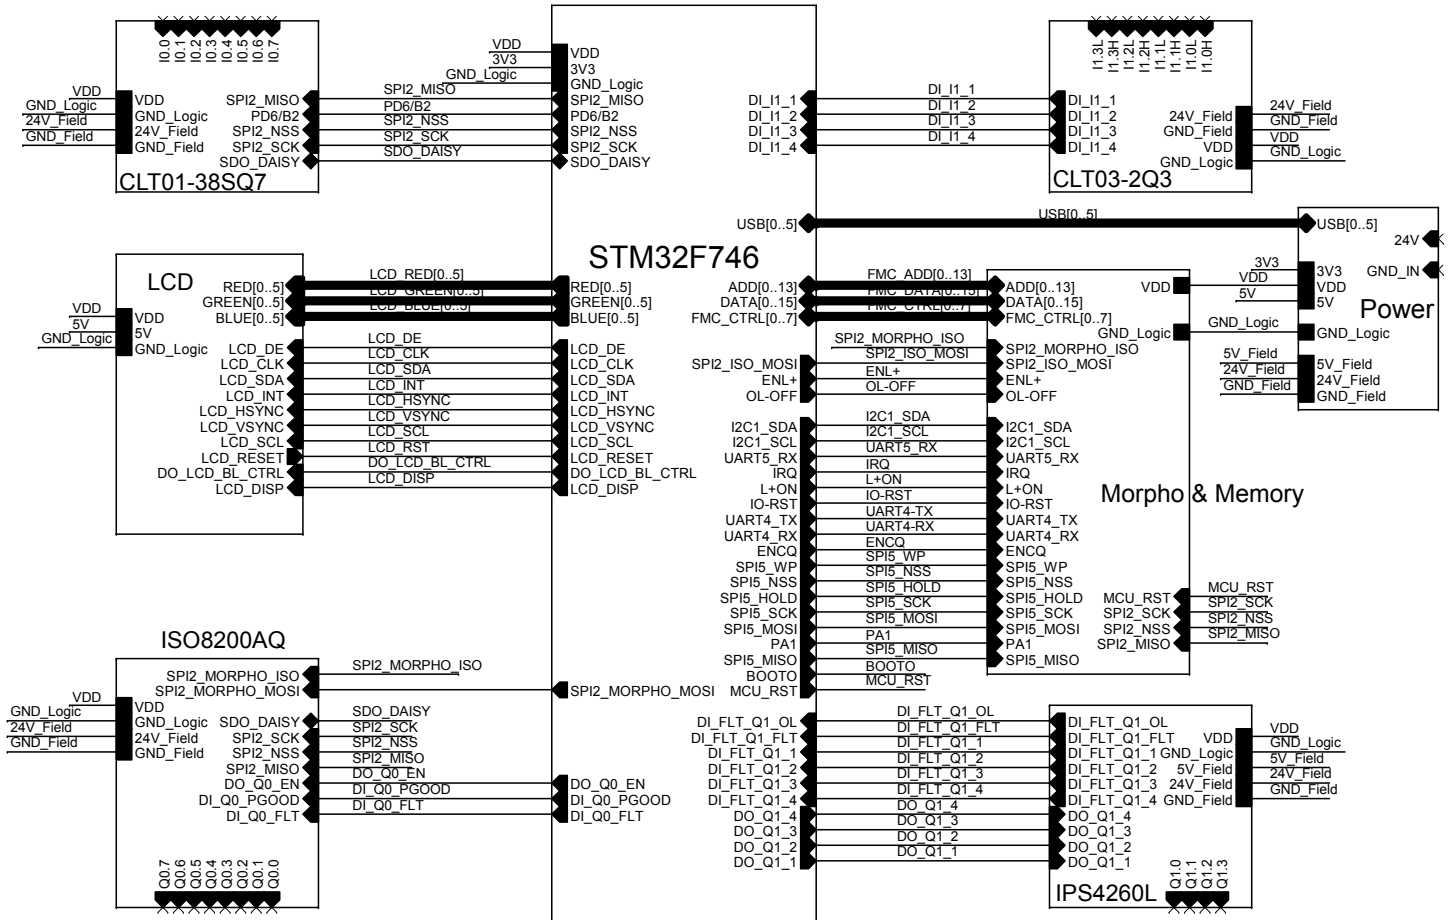 I0.0
I0.1
I0.2
I0.3
I0.4
I0.5
I0.6
I0.7
VDD
GND_Logic
24V_Field
GND_Field
VDD
GND_Logic
24V_Field
GND_Field
SPI2_MISO
PD6/B2
SPI2_NSS
SPI2_SCK
SDO_DAISY
CLT01-38SQ7
SPI2_MISO
SPI2_NSS
SPI2_SCK
SDO_DAISY
VDD
3V3
GND_Logic
VDD
3V3
GND_Logic
SPI2_MISO
PD6/B2
SPI2_NSS
SPI2_SCK
SDO_DAISY
DI_I1_1
DI_I1_2
DI_I1_3
DI_I1_4
DI_I1_1
DI_I1_2
DI_I1_3
DI_I1_4
I1.3L
I1.3H
I1.2L
I1.2H
I1.1L
I1.1H
I1.0L
I1.0H
DI_I1_1
DI_I1_2
DI_I1_3
DI_I1_4
24V_Field
GND_Field
VDD
GND_Logic
24V_Field
GND_Field
VDD
GND_Logic
CLT03-2Q3
USB[0..5]
USB[0..5]
USB[0..5]
24V
GND_IN
STM32F746
LCD
RED[0..5]
GREEN[0..5]
BLUE[0..5]
LCD_RED[0..5]
LCD_GREEN[0..5]
LCD_BLUE[0..5]
RED[0..5]
GREEN[0..5]
BLUE[0..5]
VDD
5V
GND_Logic
VDD
5V
GND_Logic
LCD_DE
LCD_CLK
LCD_SDA
LCD_INT
LCD_HSYNC
LCD_VSYNC
LCD_SCL
LCD_RESET
DO_LCD_BL_CTRL
LCD_DISP
LCD_DE
LCD_CLK
LCD_SDA
LCD_INT
LCD_HSYNC
LCD_VSYNC
LCD_SCL
LCD_RST
DO_LCD_BL_CTRL
LCD_DISP
LCD_DE
LCD_CLK
LCD_SDA
LCD_INT
LCD_HSYNC
LCD_VSYNC
LCD_SCL
LCD_RESET
DO_LCD_BL_CTRL
LCD_DISP
ADD[0..13]
DATA[0..15]
FMC_CTRL[0..7]
FMC_ADD[0..13]
FMC_DATA[0..15]
FMC_CTRL[0..7]
ADD[0..13]
DATA[0..15]
FMC_CTRL[0..7]
VDD
GND_Logic
3V3
VDD
5V
GND_Logic
5V_Field
24V_Field
GND_Field
3V3
VDD
5V
Power
GND_Logic
5V_Field
24V_Field
GND_Field
SPI2_ISO_MOSI
ENL+
OL-OFF
SPI2_MORPHO_ISO
SPI2_ISO_MOSI
ENL+
OL-OFF
SPI2_MORPHO_ISO
SPI2_ISO_MOSI
ENL+
OL-OFF
I2C1_SDA
I2C1_SCL
UART5_RX
IRQ
L+ON
IO-RST
UART4_TX
UART4_RX
ENCQ
SPI5_WP
SPI5_NSS
SPI5_HOLD
SPI5_SCK
SPI5_MOSI
PA1
SPI5_MISO
BOOTO
MCU_RST
I2C1_SDA
I2C1_SCL
UART5_RX
IRQ
L+ON
IO-RST
UART4-TX
UART4-RX
ENCQ
SPI5_WP
SPI5_NSS
SPI5_HOLD
SPI5_SCK
SPI5_MOSI
PA1
SPI5_MISO
BOOTO
MCU_RST
I2C1_SDA
I2C1_SCL
UART5_RX
IRQ
L+ON
IO-RST
UART4_TX
UART4_RX
ENCQ
SPI5_WP
SPI5_NSS
SPI5_HOLD
SPI5_SCK
SPI5_MOSI
PA1
SPI5_MISO
Morpho & Memory
MCU_RST
SPI2_SCK
SPI2_NSS
SPI2_MISO
MCU_RST
SPI2_SCK
SPI2_NSS
SPI2_MISO
ISO8200AQ
SPI2_MORPHO_ISO
SPI2_MORPHO_MOSI
SPI2_MORPHO_ISO
SPI2_MORPHO_MOSI
VDD
GND_Logic
24V_Field
GND_Field
VDD
GND_Logic
24V_Field
GND_Field
SDO_DAISY
SPI2_SCK
SPI2_NSS
SPI2_MISO
DO_Q0_EN
DI_Q0_PGOOD
DI_Q0_FLT
SDO_DAISY
SPI2_SCK
SPI2_NSS
SPI2_MISO
DO_Q0_EN
DI_Q0_PGOOD
DI_Q0_FLT
DO_Q0_EN
DI_Q0_PGOOD
DI_Q0_FLT
Q0.7
Q0.6
Q0.5
Q0.4
Q0.3
Q0.2
Q0.1
Q0.0
DI_FLT_Q1_OL
DI_FLT_Q1_FLT
DI_FLT_Q1_1
DI_FLT_Q1_2
DI_FLT_Q1_3
DI_FLT_Q1_4
DO_Q1_4
DO_Q1_3
DO_Q1_2
DO_Q1_1
DI_FLT_Q1_OL
DI_FLT_Q1_FLT
DI_FLT_Q1_1
DI_FLT_Q1_2
DI_FLT_Q1_3
DI_FLT_Q1_4
DO_Q1_4
DO_Q1_3
DO_Q1_2
DO_Q1_1
DI_FLT_Q1_OL
DI_FLT_Q1_FLT
DI_FLT_Q1_1
DI_FLT_Q1_2
DI_FLT_Q1_3
DI_FLT_Q1_4
DO_Q1_4
DO_Q1_3
DO_Q1_2
DO_Q1_1
VDD
GND_Logic
5V_Field
24V_Field
GND_Field
VDD
GND_Logic
5V_Field
24V_Field
GND_Field
IPS4260L
Q1.0
Q1.1
Q1.2
Q1.3